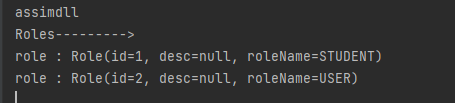 assimdll
Roles--------->
role : Role(id=1, desc=null, roleName=STUDENT)
role : Role(id=2, desc=null, roleName=USER)